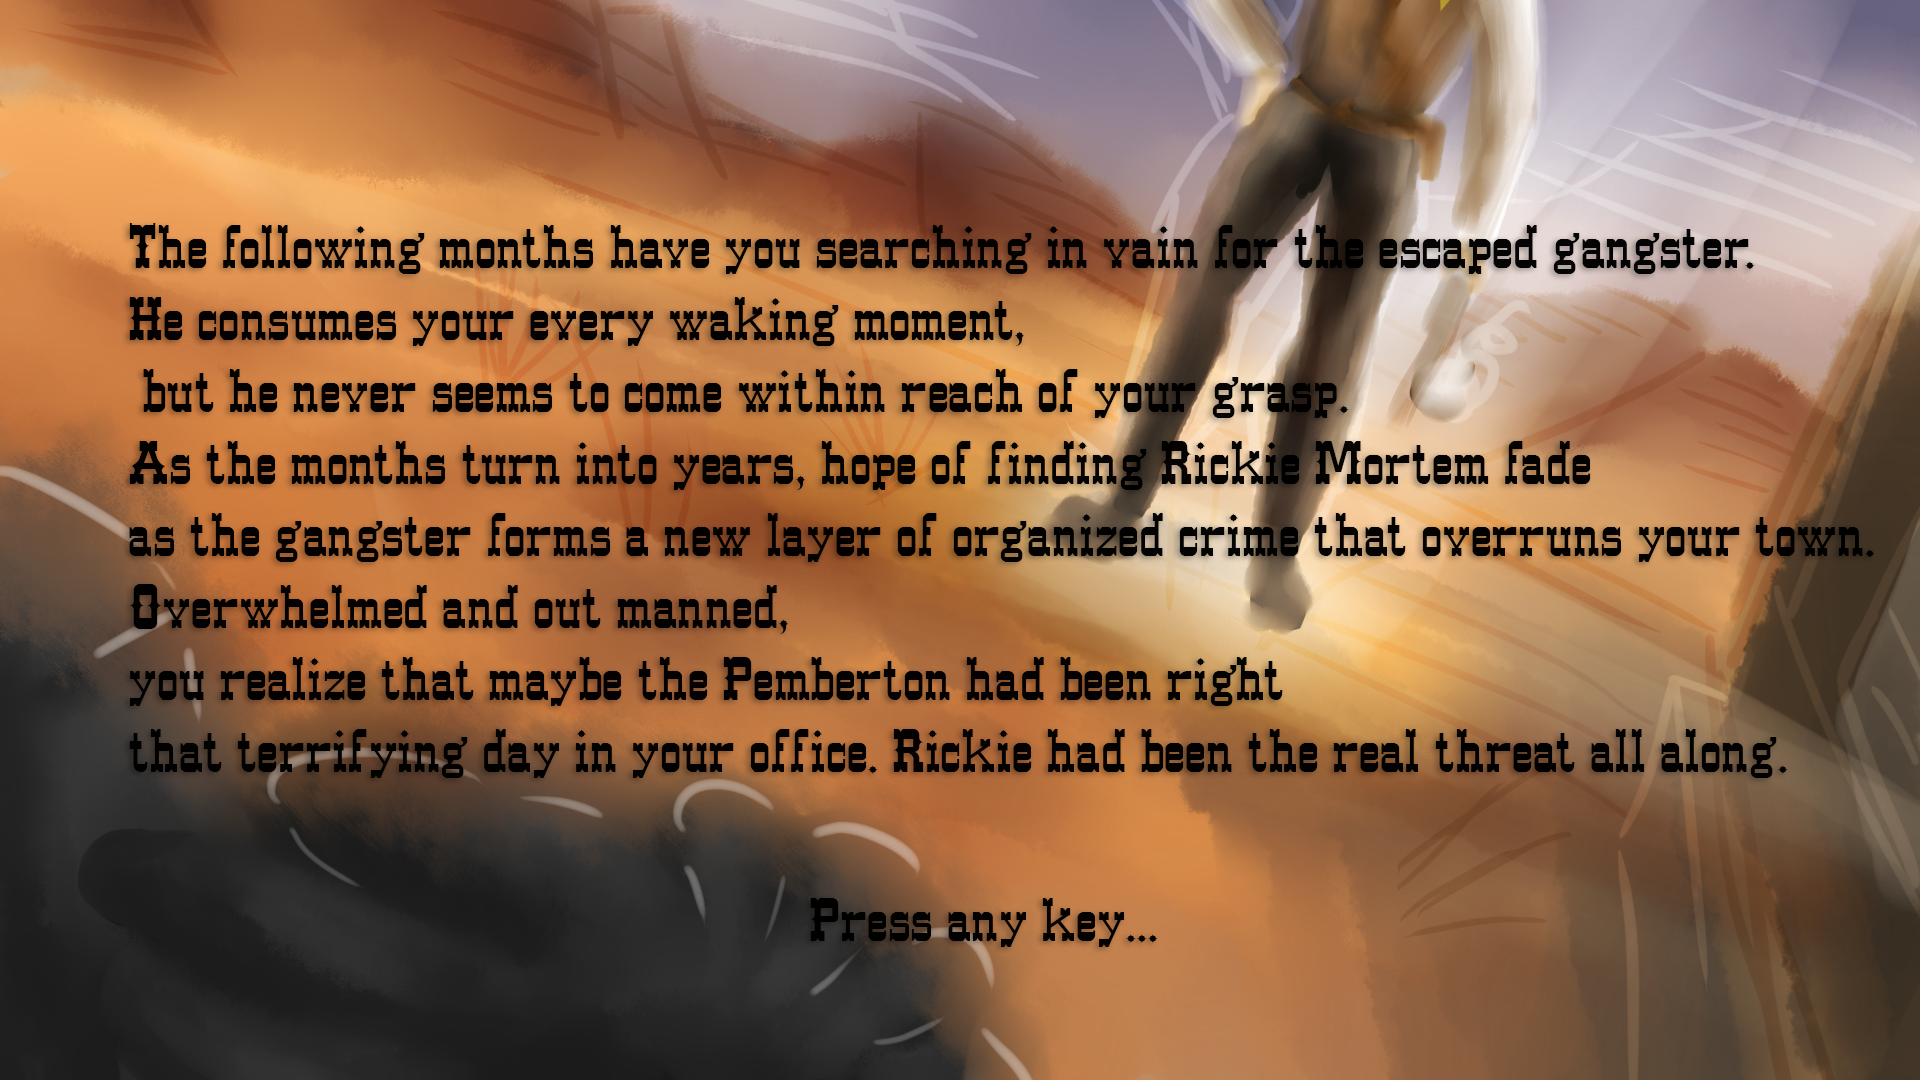 The following months have you searching in vain for the escaped gangster.
He consumes your every waking moment,
but he never seems to come within reach of your grasp.
As the months turn into years, hope of finding Rickie Mortem fade
as the gangster forms a new layer of organized crime that overruns your town.
Overwhelmed and out manned,
you realize that maybe the Pemberton had been right
that terrifying day in your office. Rickie had been the real threat all along.
Press any key...